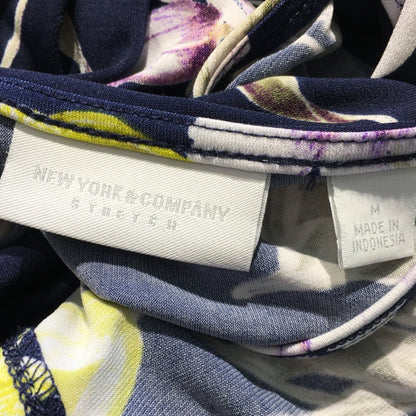 NEW YORK & COMPANY
STRETCH
M
MADE IN
INDONESIA